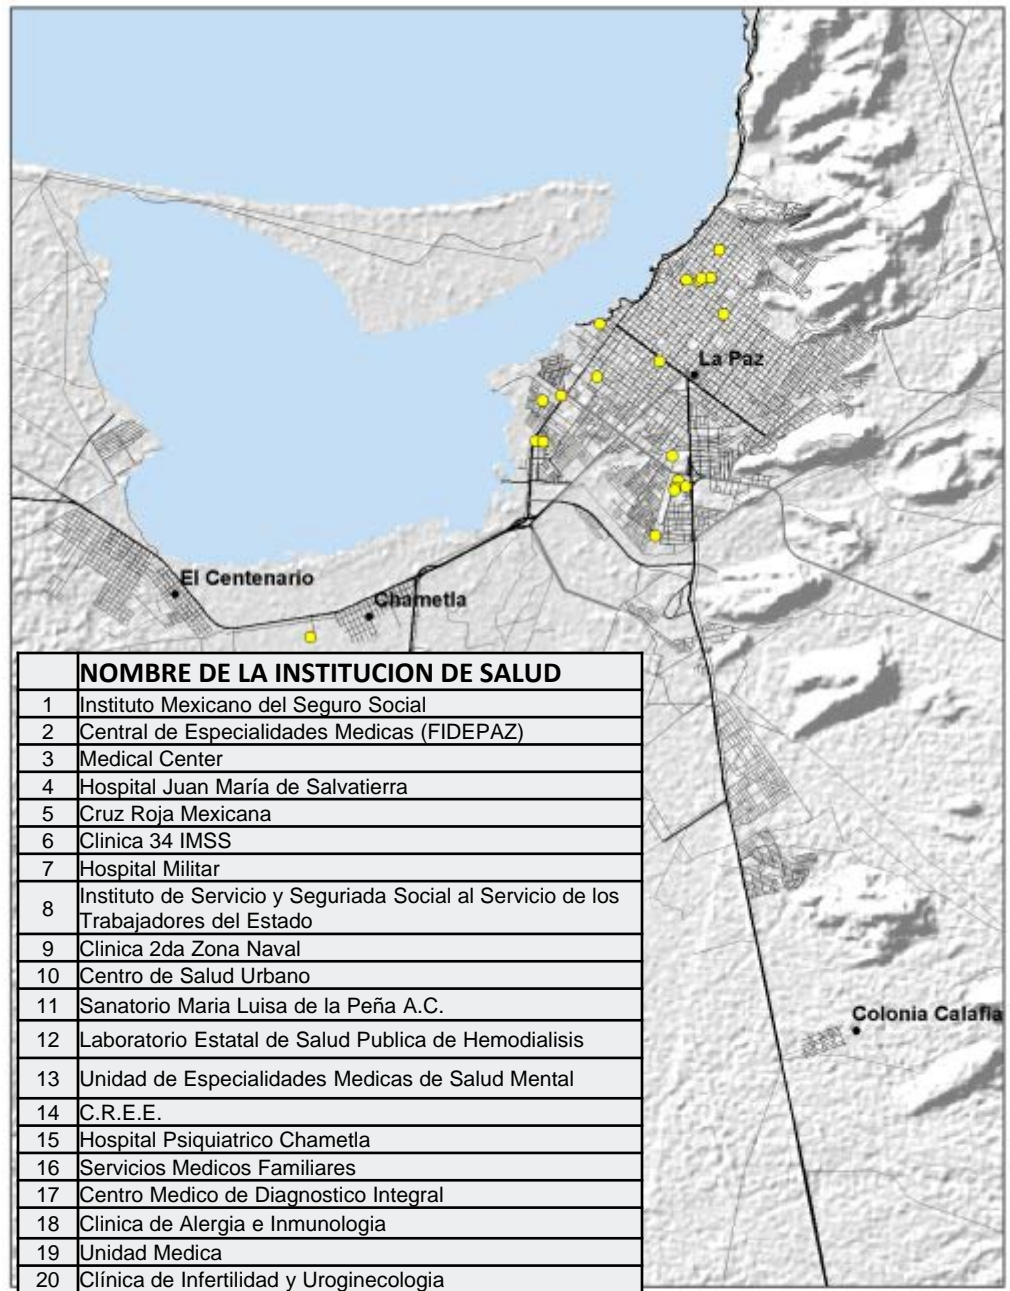 La Paz
El Centenario
Chametla
NOMBRE DE LA INSTITUCION DE SALUD
1 Instituto Mexicano del Seguro Social
2 Central de Especialidades Medicas (FIDEPAZ)
3 Medical Center
4 Hospital Juan María de Salvatierra
5 Cruz Roja Mexicana
6 Clinica 34 IMSS
7 Hospital Militar
8 Instituto de Servicio y Seguriada Social al Servicio de los
Trabajadores del Estado
9 Clinica 2da Zona Naval
10 Centro de Salud Urbano
11 Sanatorio Maria Luisa de la Peña A.C.
12 Laboratorio Estatal de Salud Publica de Hemodialisis
13 Unidad de Especialidades Medicas de Salud Mental
14 C.R.E.E.
15 Hospital Psiquiatrico Chametla
16 Servicios Medicos Familiares
17 Centro Medico de Diagnostico Integral
18 Clinica de Alergia e Inmunologia
19 Unidad Medica
20 Clínica de Infertilidad y Uroginecologia
Colonia Calafia